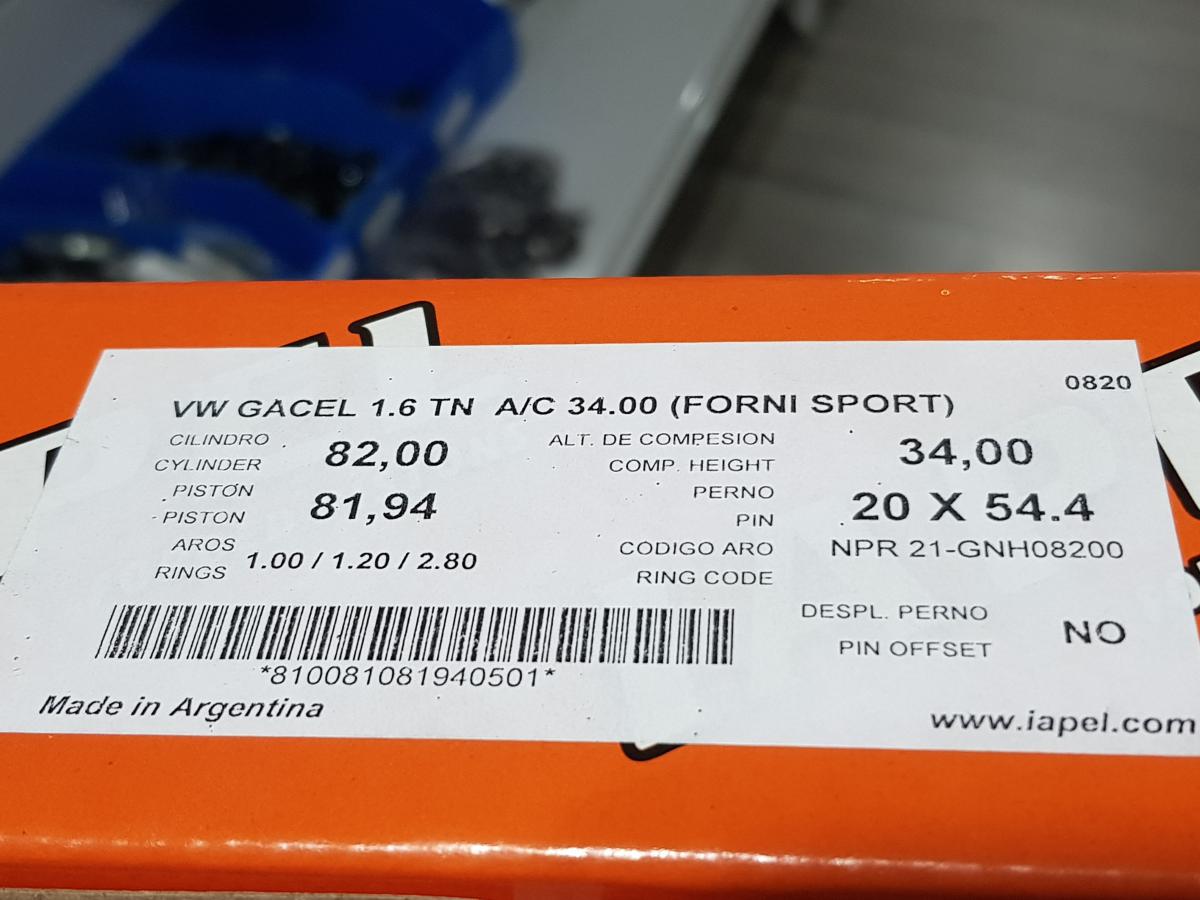 0820
VW GACEL 1.6 TN A/C 34.00 (FORNI SPORT)
CILINDRO
CYLINDER
82,00
ALT. DE COMPESION
COMP. HEIGHT
34,00
PISTÓN
PISTON
81,94
PERNO
PIN
20 X 54.4
AROS
RINGS
1.00 / 1.20 / 2.80
CODIGO ARO
RING CODE
NPR 21-GNH08200
DESPL. PERNO
PIN OFFSET
NO
*810081081940501*
Made in Argentina
www.iapel.com